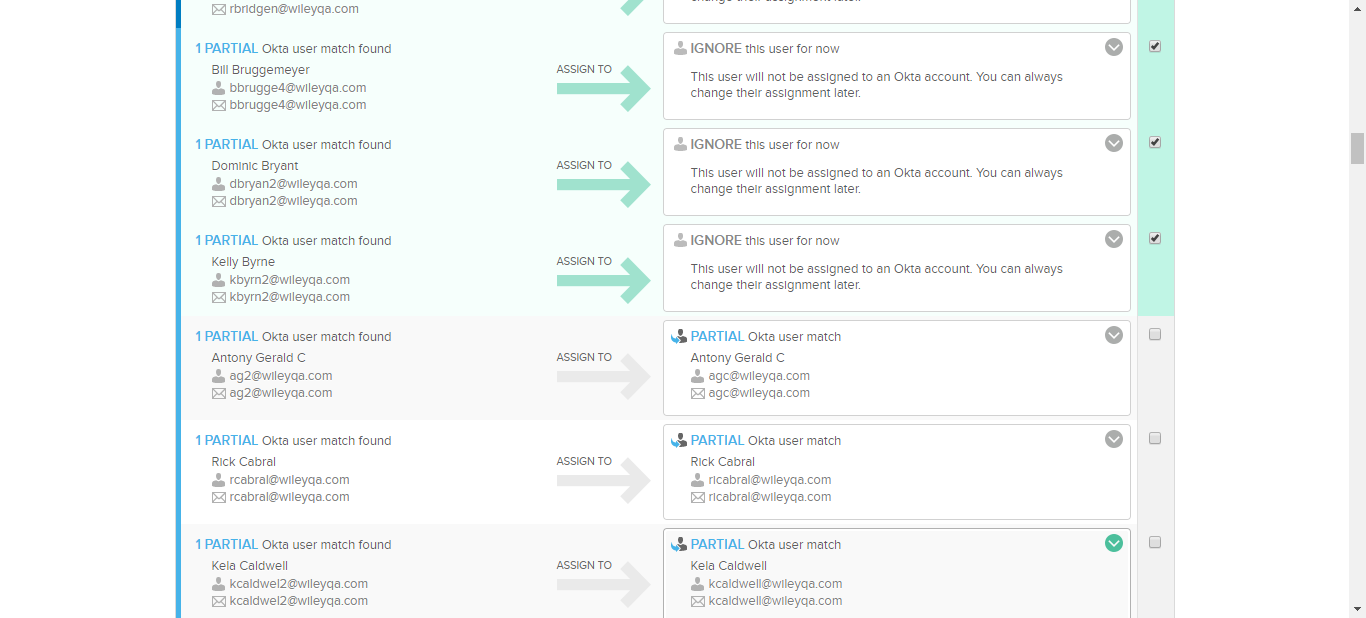 rbridgen@wileyqa.com
1 PARTIAL Okta user match found
Bill Bruggemeyer
bbrugge4@wileyqa.com
bbrugge4@wileyqa.com
ASSIGN TO
IGNORE this user for now
This user will not be assigned to an Okta account. You can always
change their assignment later.
1 PARTIAL Okta user match found
Dominic Bryant
dbryan2@wileyqa.com
dbryan2@wileyqa.com
ASSIGN TO
IGNORE this user for now
This user will not be assigned to an Okta account. You can always
change their assignment later.
1 PARTIAL Okta user match found
Kelly Byrne
kbyrn2@wileyqa.com
kbyrn2@wileyqa.com
ASSIGN TO
IGNORE this user for now
This user will not be assigned to an Okta account. You can always
change their assignment later.
1 PARTIAL Okta user match found
Antony Gerald C
ag2@wileyqa.com
ag2@wileyqa.com
ASSIGN TO
PARTIAL Okta user match
Antony Gerald C
agc@wileyqa.com
agc@wileyqa.com
1 PARTIAL Okta user match found
Rick Cabral
rcabral@wileyqa.com
rcabral@wileyqa.com
ASSIGN TO
PARTIAL Okta user match
Rick Cabral
ricabral@wileyqa.com
ricabral@wileyqa.com
1 PARTIAL Okta user match found
Kela Caldwell
kcaldwel2@wileyqa.com
kcaldwel2@wileyqa.com
ASSIGN TO
PARTIAL Okta user match
Kela Caldwell
kcaldwell@wileyqa.com
kcaldwell@wileyqa.com